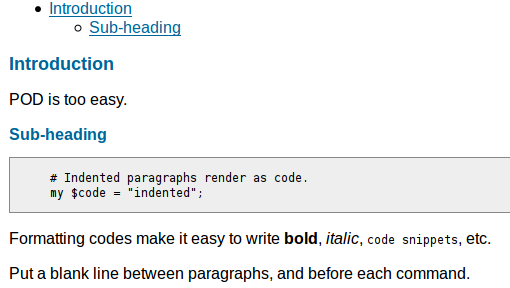 Introduction
Sub-heading
Introduction
POD is too easy.
Sub-heading
# Indented paragraphs render as code.
my $code = "indented";
Formatting codes make it easy to write bold, italic, code snippets, etc.
Put a blank line between paragraphs, and before each command.